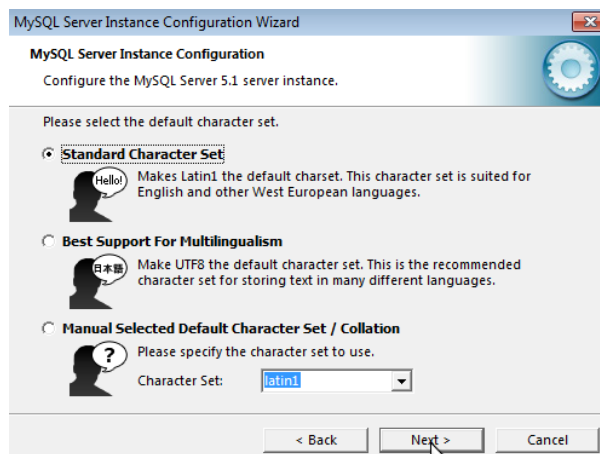 MySQL Server Instance Configuration Wizard
MySQL Server Instance Configuration
Configure the MySQL Server 5.1 server instance.
Please select the default character set.
Standard Character Set
Hello!
Makes Latin1 the default charset. This character set is suited for
English and other West European languages.
Best Support For Multilingualism
日本語
Make UTF8 the default character set. This is the recommended
character set for storing text in many different languages.
Manual Selected Default Character Set / Collation
?
Please specify the character set to use.
Character Set: latin1
< Back Next > Cancel